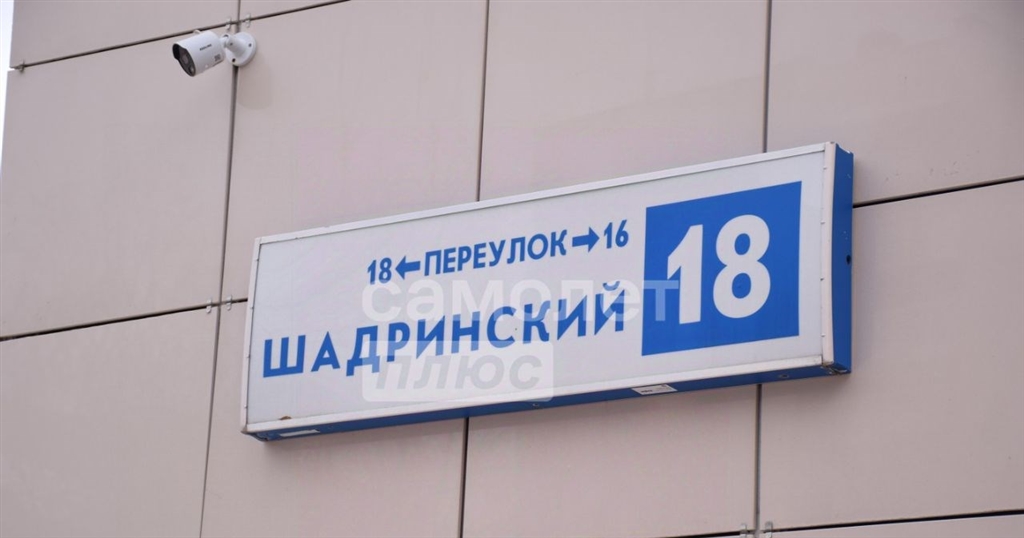 18←ПЕРЕУЛОК→16
ШАДРИНСКИЙ
18
самолет
плюс